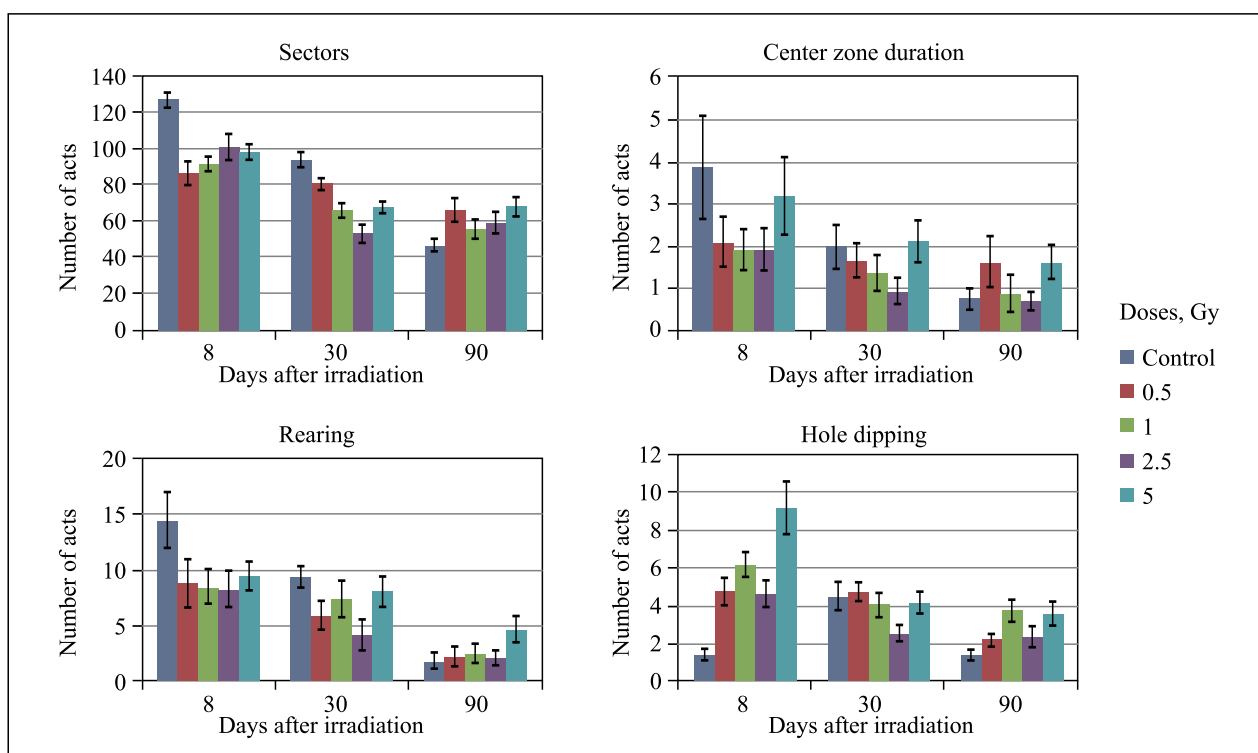 Sectors
Number of acts
140
120
100
80
60
40
20
0
8 30 90
Days after irradiation
Center zone duration
Number of acts
6
5
4
3
2
1
0
8 30 90
Days after irradiation
Rearing
Number of acts
20
15
10
5
0
8 30 90
Days after irradiation
Hole dipping
Number of acts
12
10
8
6
4
2
0
8 30 90
Days after irradiation
Doses, Gy
Control
0.5
1
2.5
5